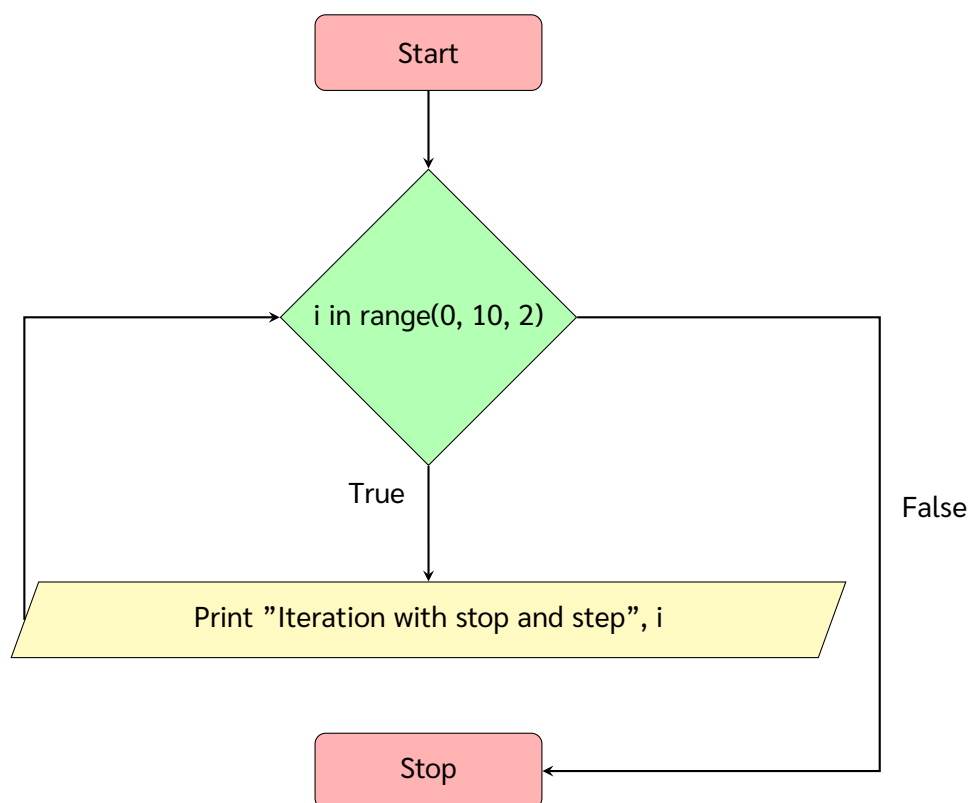 Start
i in range(0, 10, 2)
True
False
Print ”Iteration with stop and step”, i
Stop